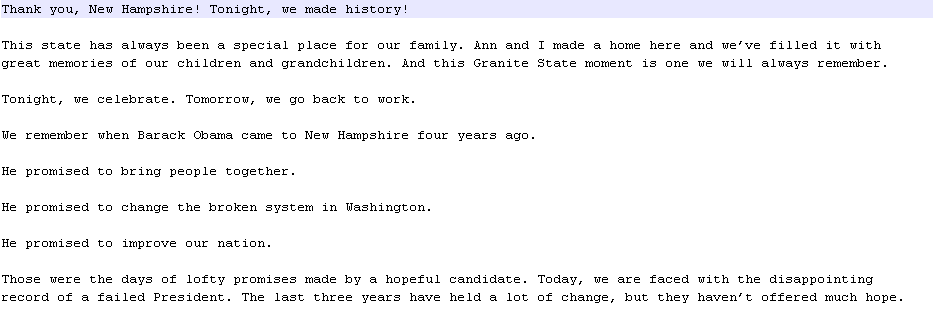 Thank you, New Hampshire! Tonight, we made history!
This state has always been a special place for our family. Ann and I made a home here and we’ve filled it with
great memories of our children and grandchildren. And this Granite State moment is one we will always remember.
Tonight, we celebrate. Tomorrow, we go back to work.
We remember when Barack Obama came to New Hampshire four years ago.
He promised to bring people together.
He promised to change the broken system in Washington.
He promised to improve our nation.
Those were the days of lofty promises made by a hopeful candidate. Today, we are faced with the disappointing
record of a failed President. The last three years have held a lot of change, but they haven’t offered much hope.